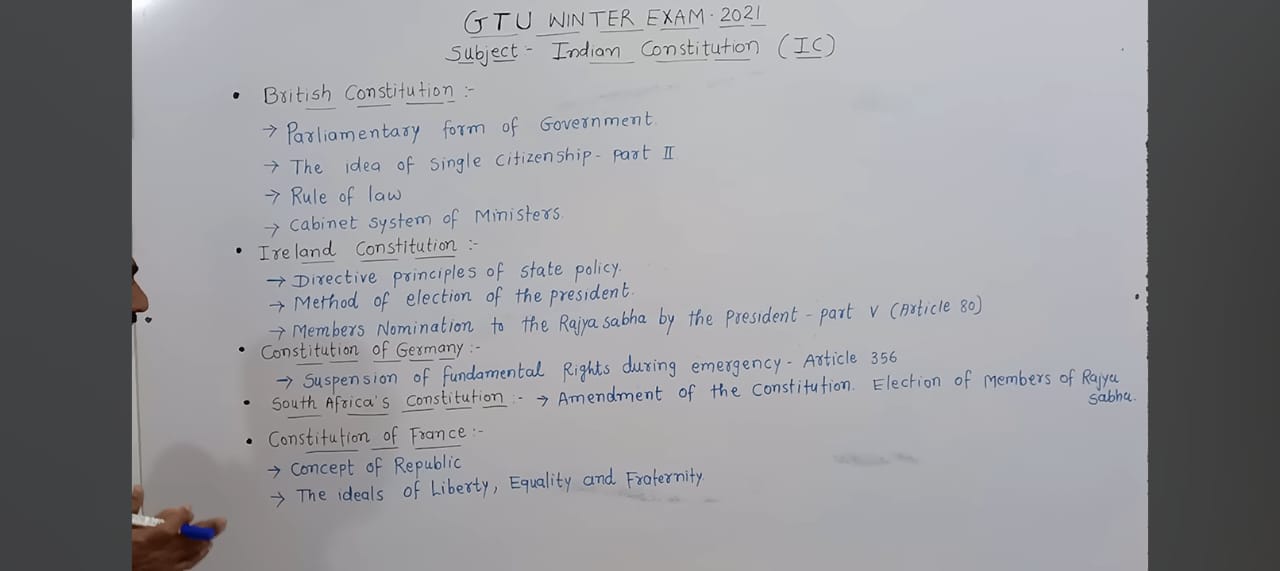 GTU WINTER EXAM. 2021
Subject - Indian Constitution (IC)
• British Constitution :-
→ Parliamentary form of Government.
→ The idea of single citizenship - part II
→ Rule of law
→ Cabinet system of Ministers.
• Ireland Constitution :-
→ Directive principles of state policy.
→ Method of election of the president.
→ Members Nomination to the Rajya sabha by the President - part V (Article 80)
• Constitution of Germany :-
→ Suspension of fundamental Rights during emergency - Article 356
• South Africa's constitution :- → Amendment of the Constitution. Election of members of Rajya
Sabha.
• Constitution of France :-
→ Concept of Republic
→ The ideals of Liberty, Equality and Fraternity.